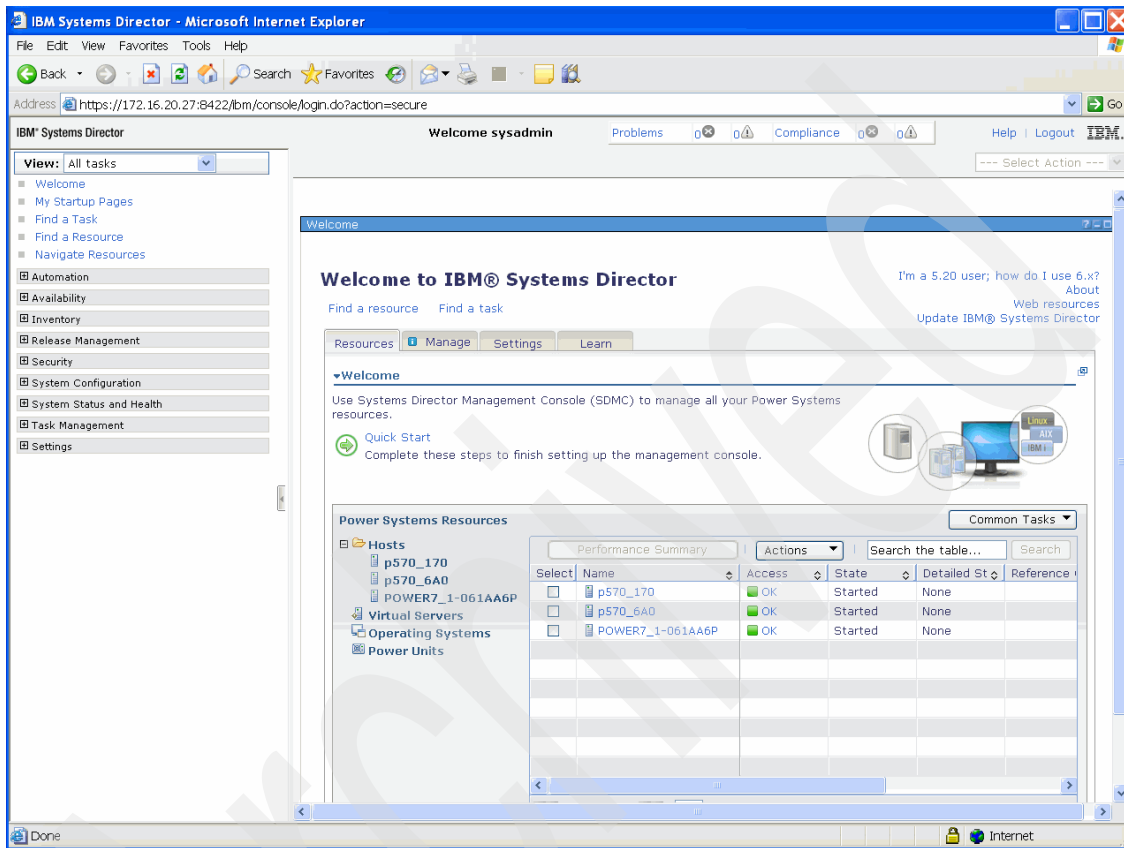 IBM Systems Director - Microsoft Internet Explorer
File Edit View Favorites Tools Help
Back Search Favorites
Address https://172.16.20.27:8422/ibm/console/login.do?action=secure Go
IBM® Systems Director Welcome sysadmin Problems 0 0 Compliance 0 0 Help Logout IBM.
View: All tasks --- Select Action ---
Welcome
My Startup Pages
Find a Task
Find a Resource
Navigate Resources
Automation
Availability
Inventory
Release Management
Security
System Configuration
System Status and Health
Task Management
Settings
Welcome
Welcome to IBM® Systems Director
I'm a 5.20 user; how do I use 6.x?
About
Web resources
Update IBM® Systems Director
Find a resource Find a task
Resources Manage Settings Learn
Welcome
Use Systems Director Management Console (SDMC) to manage all your Power Systems
resources.
Quick Start
Complete these steps to finish setting up the management console.
Linux
AIX
IBM i
Power Systems Resources Common Tasks
Hosts
p570_170
p570_6A0
POWER7_1-061AA6P
Virtual Servers
Operating Systems
Power Units
Performance Summary Actions Search the table... Search
Select Name Access State Detailed St Reference
p570_170 OK Started None
p570_6A0 OK Started None
POWER7_1-061AA6P OK Started None
Done Internet
Archived